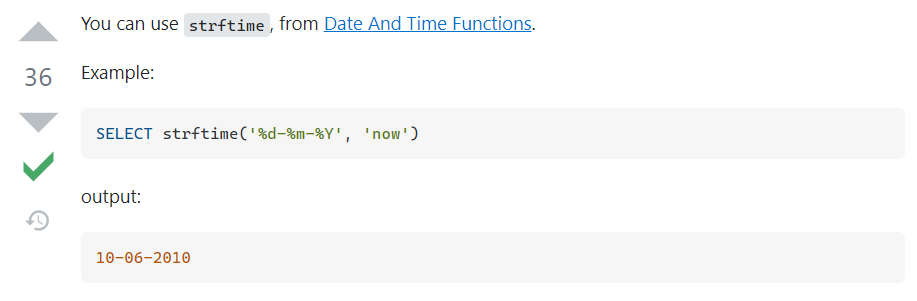 You can use strftime, from Date And Time Functions.
36
Example:
SELECT strftime('%d-%m-%Y', 'now')
output:
10-06-2010